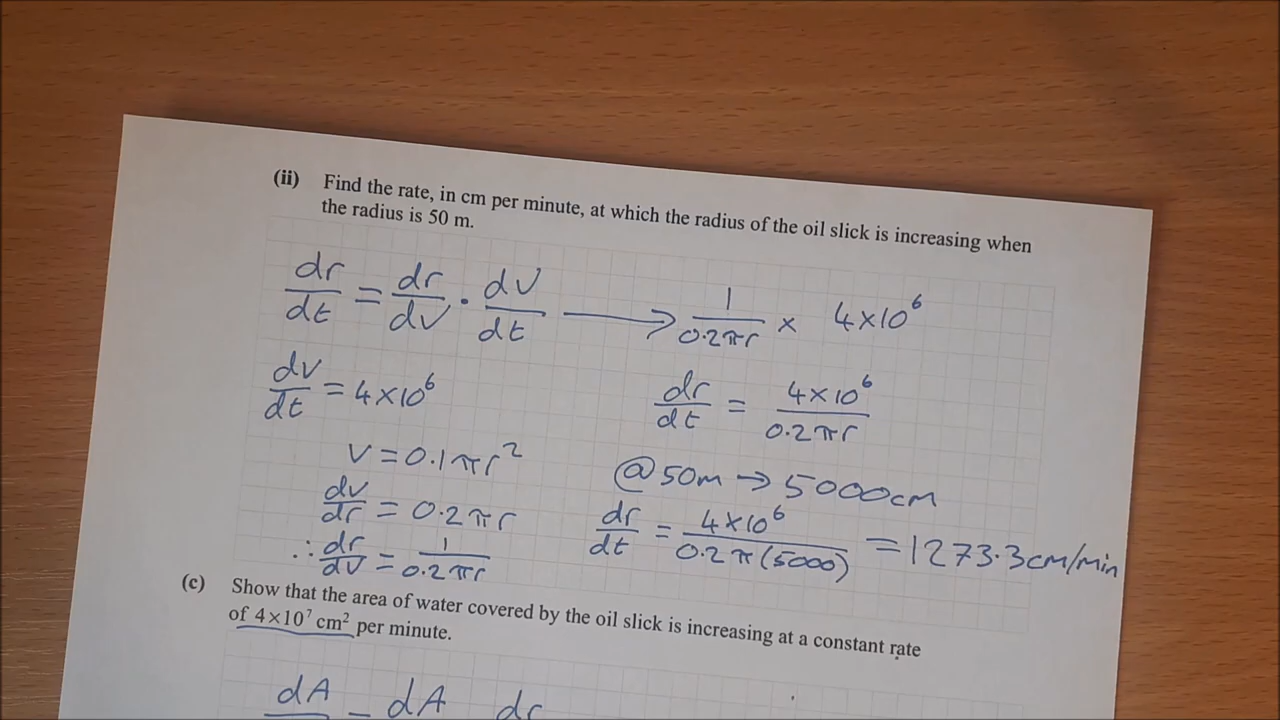 (ii) Find the rate, in cm per minute, at which the radius of the oil slick is increasing when
the radius is 50 m.
dr/dt = dr/dv · dv/dt ⟶ 1/0.2πr × 4×10⁶
dv/dt = 4×10⁶
dr/dt = 4×10⁶/0.2πr
V = 0.1πr²
@50m → 5000cm
dv/dr = 0.2πr
dr/dt = 4×10⁶/0.2π(5000) = 1273.3cm/min
∴ dr/dv = 1/0.2πr
(c) Show that the area of water covered by the oil slick is increasing at a constant rate
of 4×10⁷ cm² per minute.
dA dA dr